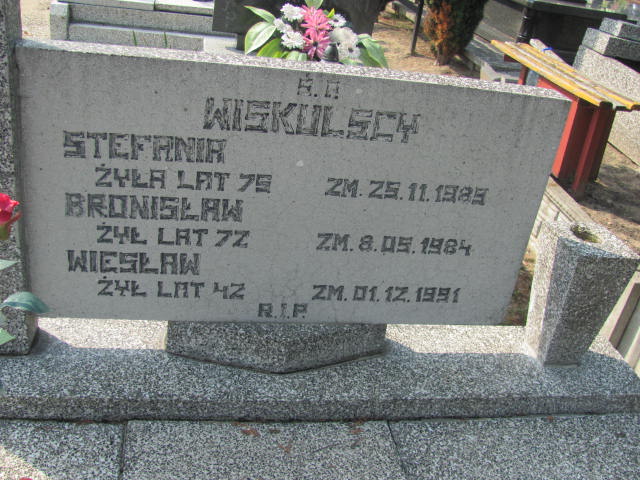 Ś.P.
WISKULSCY
STEFANIA
ŻYŁA LAT 79 ZM. 25.11.1989
BRONISŁAW
ŻYŁ LAT 72 ZM. 8.05.1984
WIESŁAW
ŻYŁ LAT 42 ZM. 01.12.1991
R.I.P.